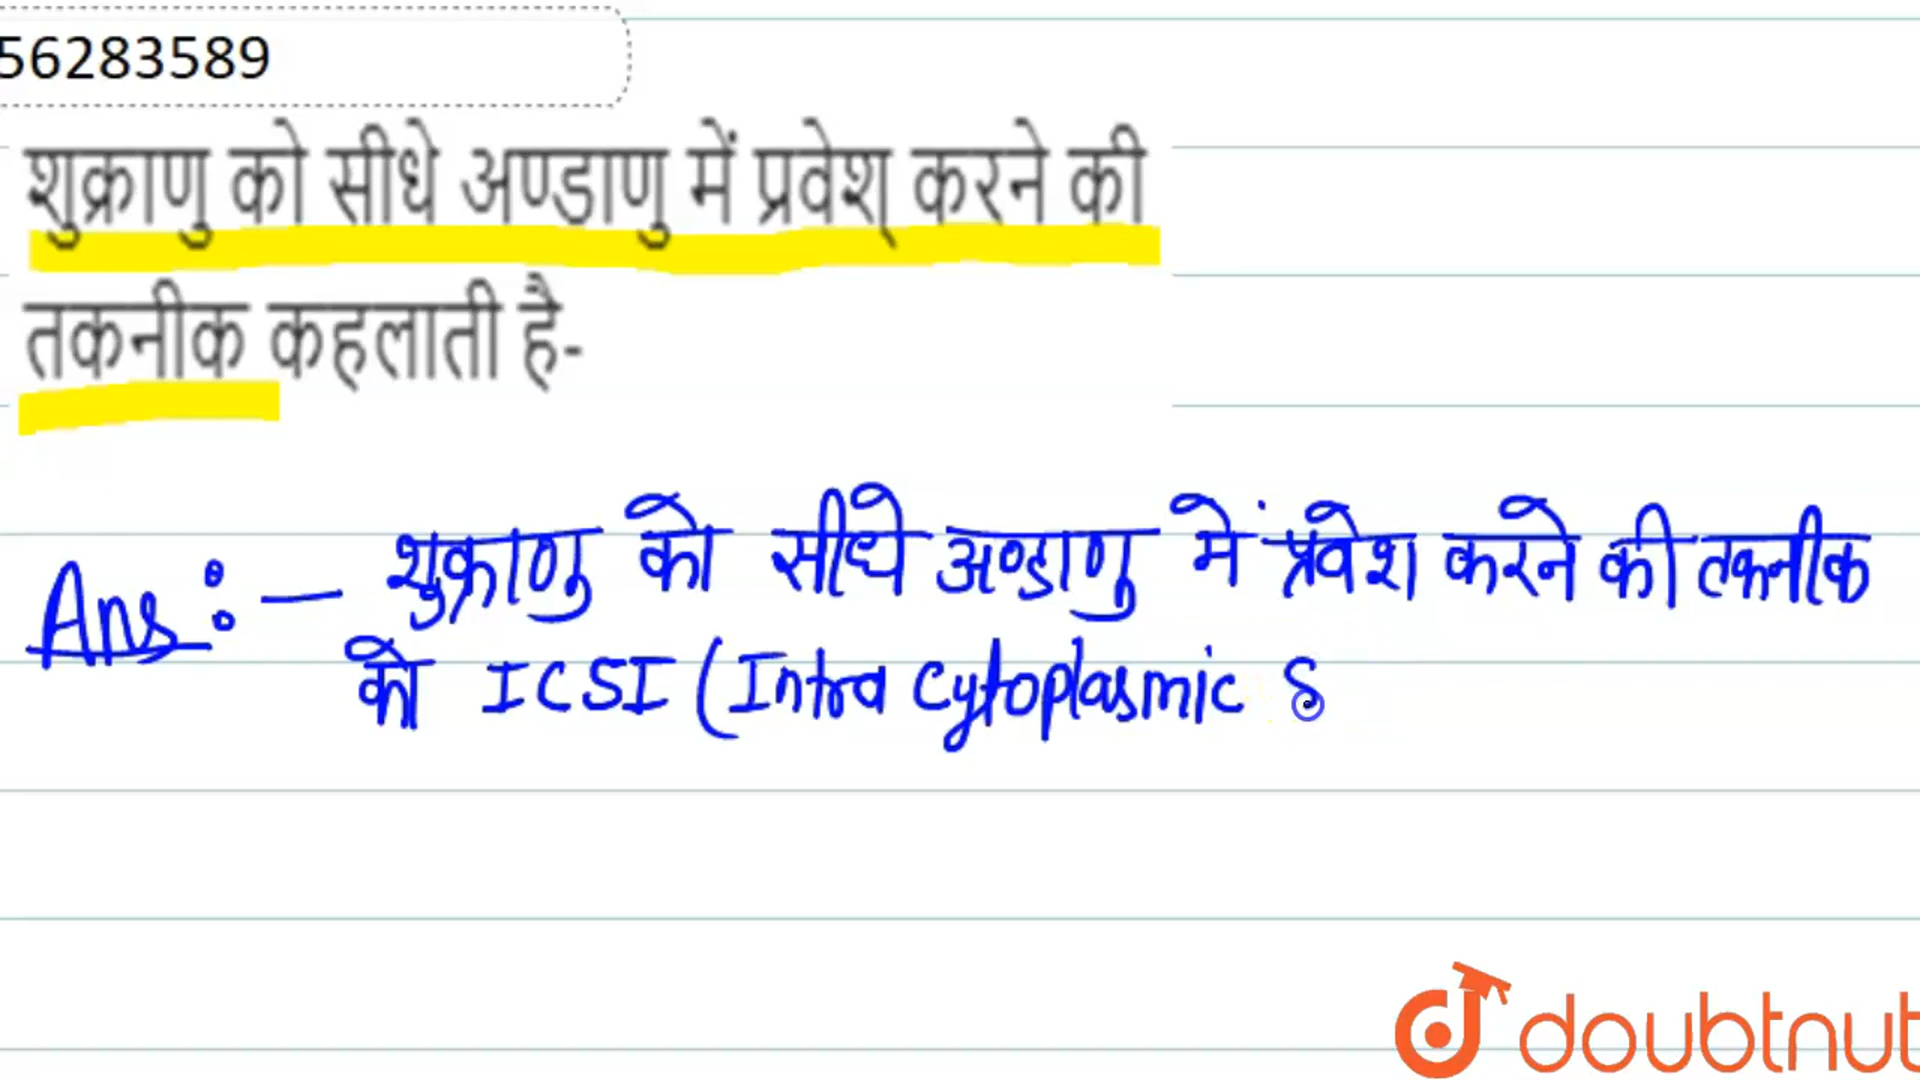 56283589
शुक्राणु को सीधे अण्डाणु में प्रवेश् करने की
तकनीक कहलाती है-
Ans:- शुक्राणु को सीधे अण्डाणु में प्रवेश करने की तकनीक
को ICSI (Intra Cytoplasmic S
doubtnut